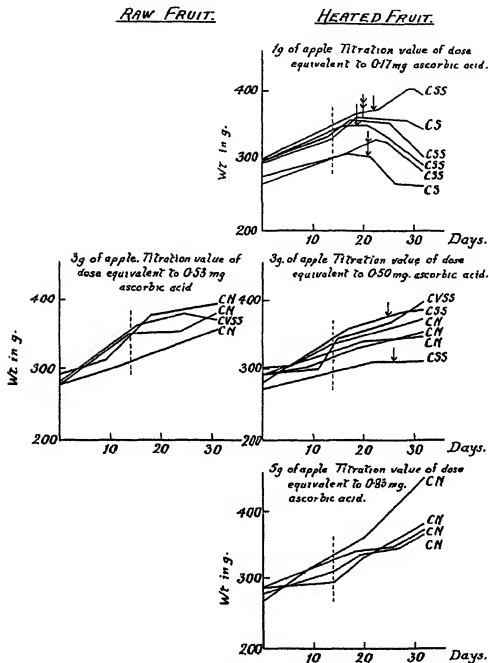 RAW FRUIT.
HEATED FRUIT.
1g of apple Titration value of dose
equivalent to 0·17mg ascorbic acid.
400
300
200
Wt in g.
CSS
CS
CSS
CSS
CSS
CS
10 20 30 Days.
3g of apple. Titration value of
dose equivalent to 0·53 mg
ascorbic acid
400
300
200
Wt in g.
CN
CN
CVSS
CN
10 20 30
3g. of apple Titration value of
dose equivalent to 0·50 mg. ascorbic acid.
400
300
200
Wt in g.
CVSS
CSS
CN
CN
CN
CSS
10 20 30 Days.
5g of apple Titration value of dose
equivalent to 0·83 mg.
ascorbic acid.
400
300
200
Wt in g.
CN
CN
CN
CN
10 20 30 Days.